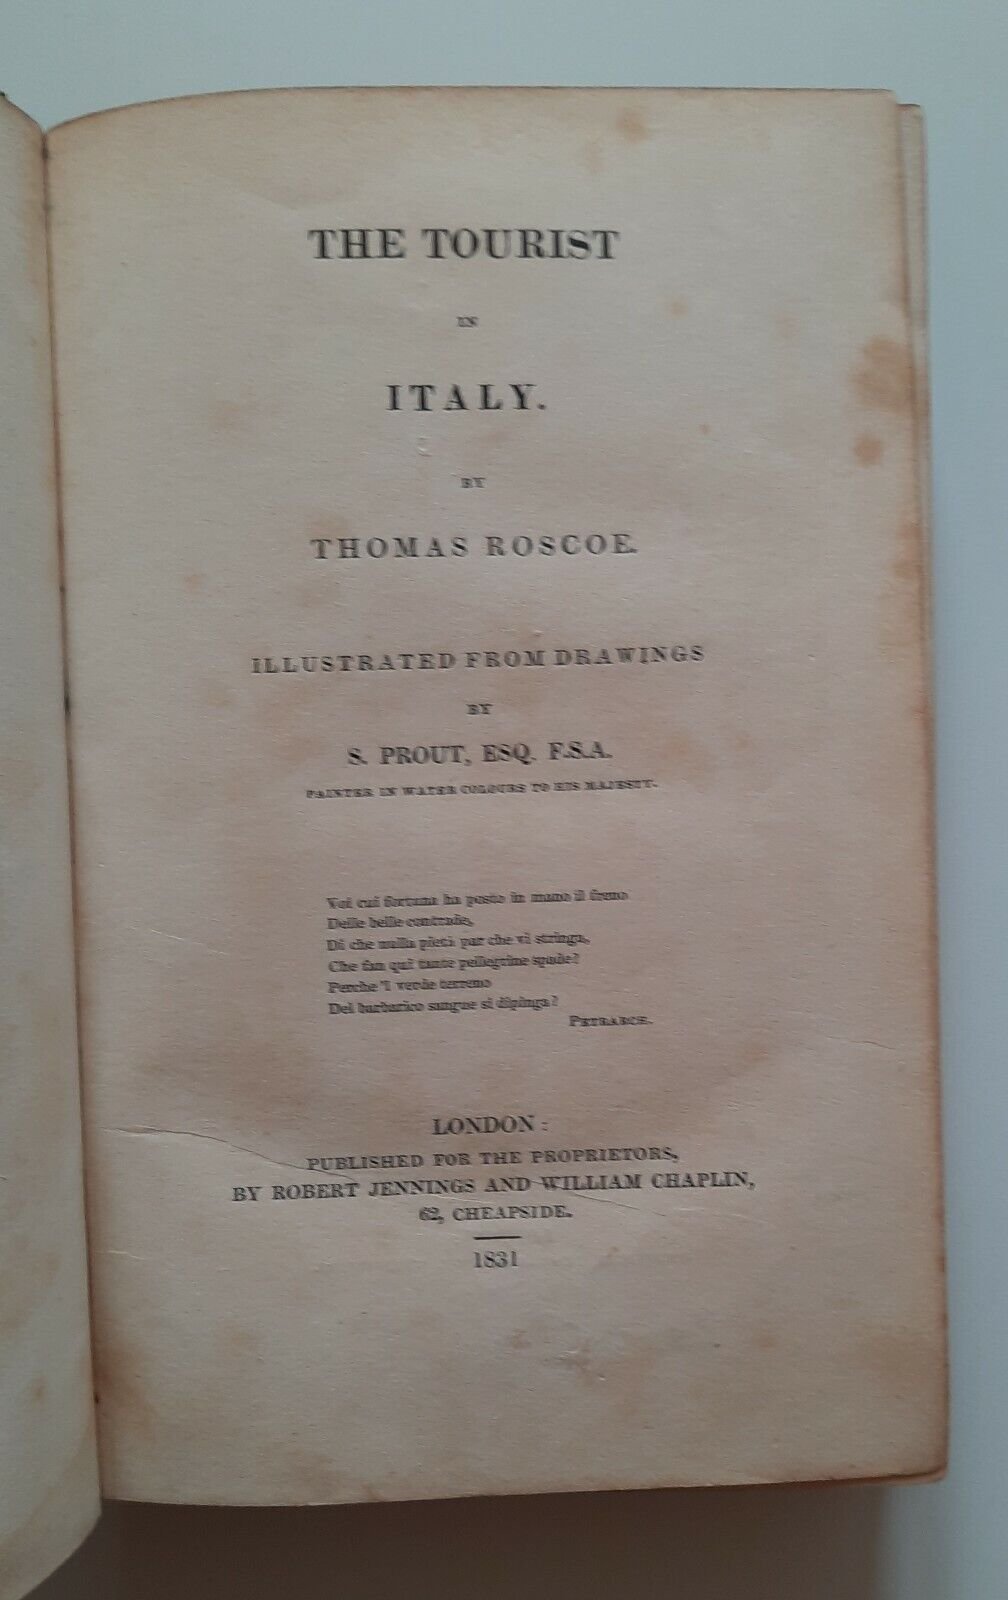 THE TOURIST
IN
ITALY.
BY
THOMAS ROSCOE.
ILLUSTRATED FROM DRAWINGS
BY
S. PROUT, ESQ. F.S.A.
PAINTER IN WATER COLOURS TO HIS MAJESTY.
Voi cui fortuna ha posto in mano il freno
Delle belle contrade,
Di che nulla pietà par che vi stringa,
Che fan qui tante pellegrine spade?
Perche 'l verde terreno
Del barbarico sangue si dipinga?
PETRARCH.
LONDON:
PUBLISHED FOR THE PROPRIETORS,
BY ROBERT JENNINGS AND WILLIAM CHAPLIN,
62, CHEAPSIDE.
1831